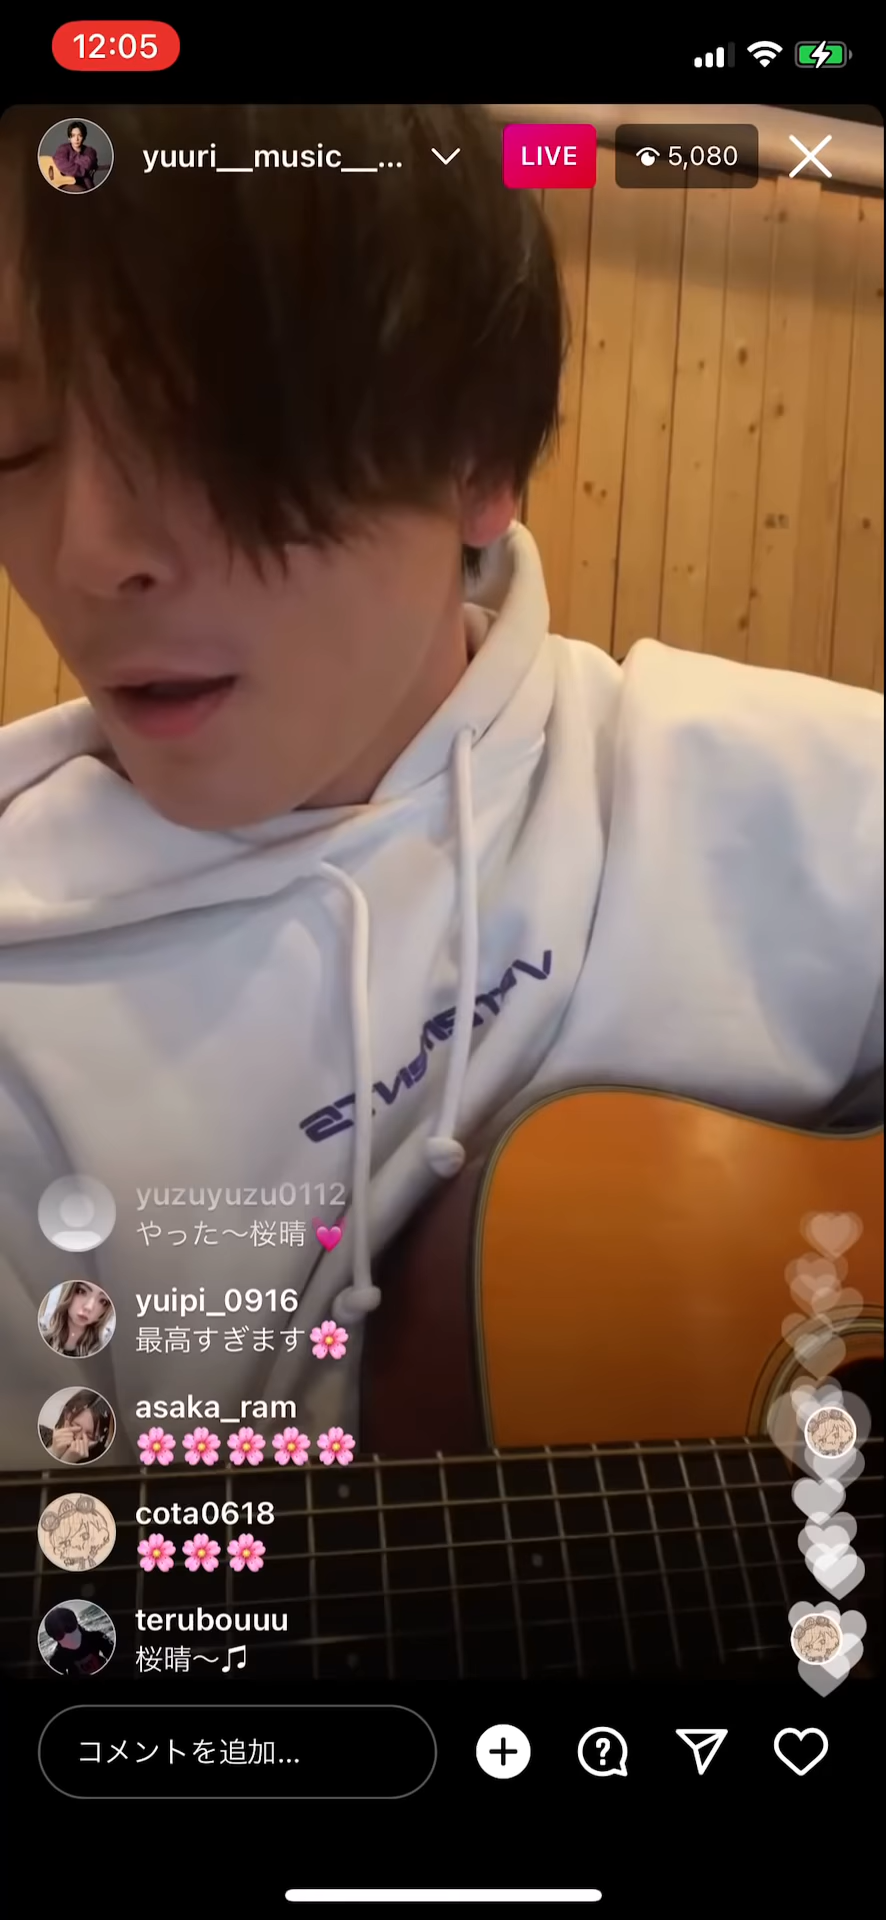 12:05
yuuri__music__...
LIVE
5,080
yuzuyuzu0112
やった〜桜晴💓
yuipi_0916
最高すぎます🌸
asaka_ram
🌸🌸🌸🌸🌸
cota0618
🌸🌸🌸
terubouuu
桜晴〜♫
コメントを追加...